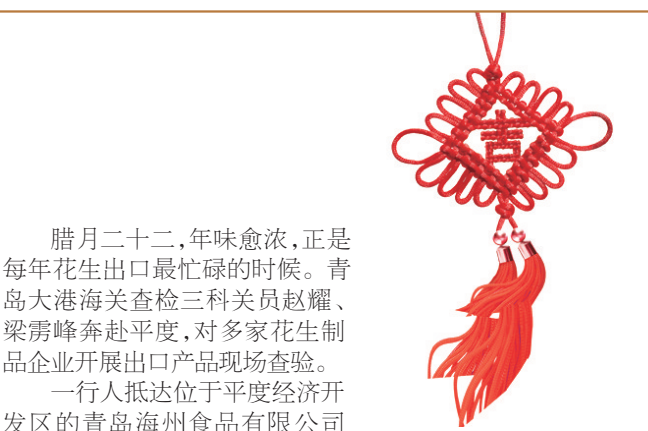 吉
腊月二十二，年味愈浓，正是
每年花生出口最忙碌的时候。青
岛大港海关查检三科关员赵耀、
梁雳峰奔赴平度，对多家花生制
品企业开展出口产品现场查验。
一行人抵达位于平度经济开
发区的青岛海州食品有限公司